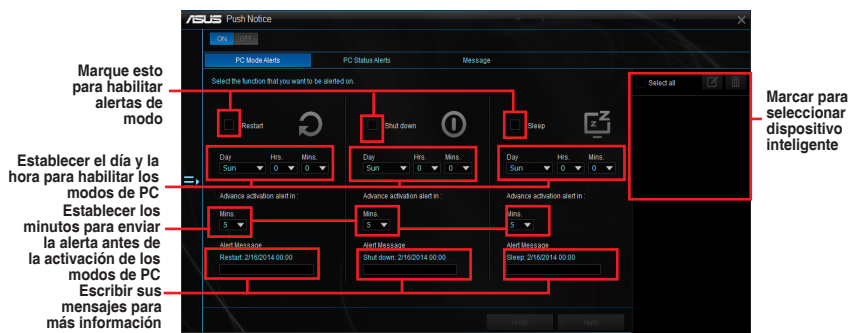 ASUS Push Notice
ON OFF
PC Mode Alerts PC Status Alerts Message
Select the function that you want to be alerted on.
Select all
Restart Shut down Sleep
Day Hrs. Mins. Day Hrs. Mins. Day Hrs. Mins.
Sun 0 0 Sun 0 0 Sun 0 0
Advance activation alert in : Advance activation alert in : Advance activation alert in :
Mins. Mins. Mins.
5 5 5
Alert Message Alert Message Alert Message
Restart: 2/16/2014 00:00 Shut down: 2/16/2014 00:00 Sleep: 2/16/2014 00:00
Undo Apply
Marque esto
para habilitar
alertas de
modo
Establecer el día y la
hora para habilitar los
modos de PC
Establecer los
minutos para enviar
la alerta antes de
la activación de los
modos de PC
Escribir sus
mensajes para
más información
Marcar para
seleccionar
dispositivo
inteligente